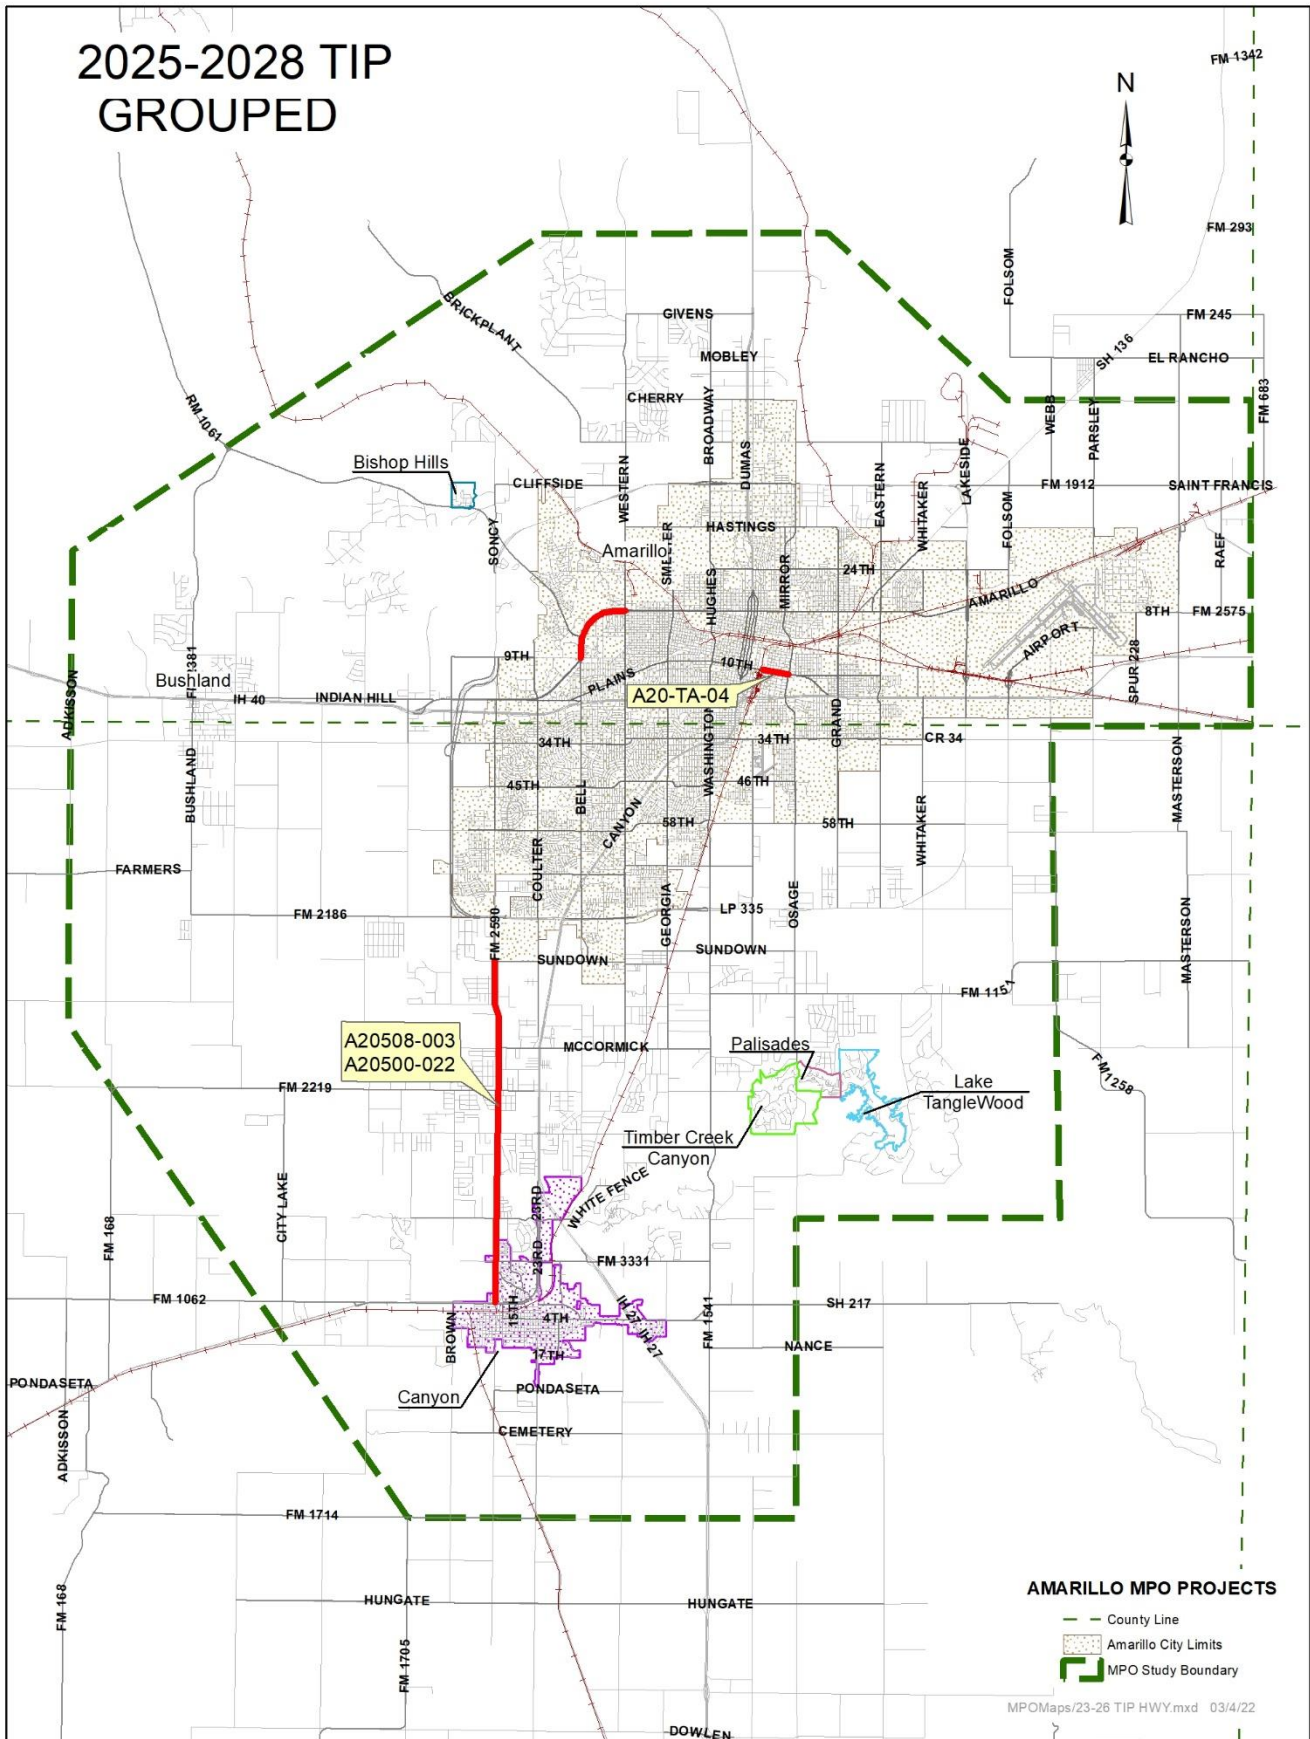 2025-2028 TIP
GROUPED
FM 1342
N
FM 293
FOLSOM
BRICKPLANT
GIVENS
FM 245
MOBLEY
SH 136
EL RANCHO
CHERRY
BROADWAY
WEBB
PARSLEY
FM 683
RM 1061
Bishop Hills
CLIFFSIDE
WESTERN
DUMAS
EASTERN
WHITAKER
LAKESIDE
FM 1912
SAINT FRANCIS
SONCY
HASTINGS
FOLSOM
RAEF
Amarillo
SMELTER
HUGHES
MIRROR
24TH
AMARILLO
8TH
FM 2575
AIRPORT
SPUR 228
9TH
10TH
PLAINS
A20-TA-04
ADKISSON
Bushland
IH 40
INDIAN HILL
WASHINGTON
GRAND
34TH
34TH
CR 34
BUSHLAND
45TH
BELL
46TH
MASTERSON
CANYON
58TH
58TH
WHITAKER
FARMERS
COULTER
FM 2186
FM 2590
GEORGIA
LP 335
OSAGE
MASTERSON
SUNDOWN
SUNDOWN
FM 1151
A20508-003
A20500-022
MCCORMICK
Palisades
FM 2219
FM 1258
Lake
TangleWood
Timber Creek
Canyon
CITY LAKE
23RD
WHITE FENCE
FM 168
23RD
FM 3331
FM 1062
15TH
4TH
IH 27
IH 27
FM 1541
SH 217
BROWN
17TH
NANCE
PONDASETA
Canyon
PONDASETA
ADKISSON
CEMETERY
FM 1714
HUNGATE
HUNGATE
FM 168
FM 1705
DOWLEN
AMARILLO MPO PROJECTS
County Line
Amarillo City Limits
MPO Study Boundary
MPOMaps/23-26 TIP HWY.mxd 03/4/22